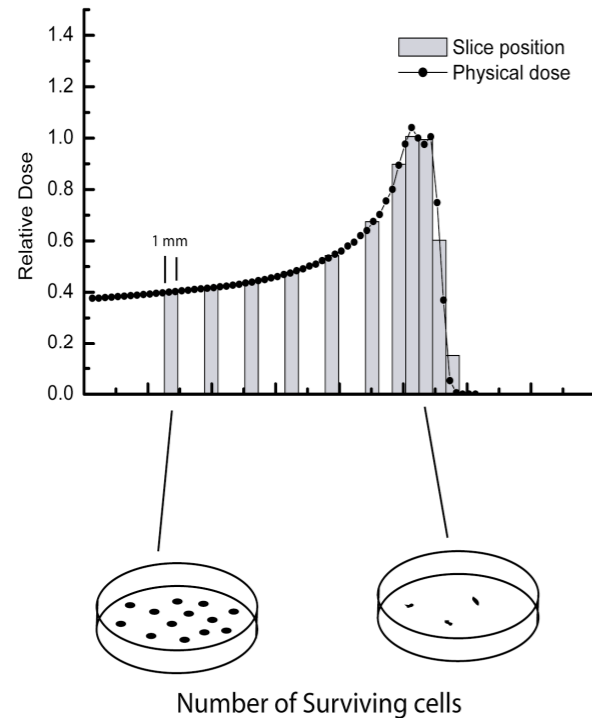 1.4
Slice position
Physical dose
1.2
1.0
0.8
Relative Dose
0.6
1 mm
0.4
0.2
0.0
Number of Surviving cells